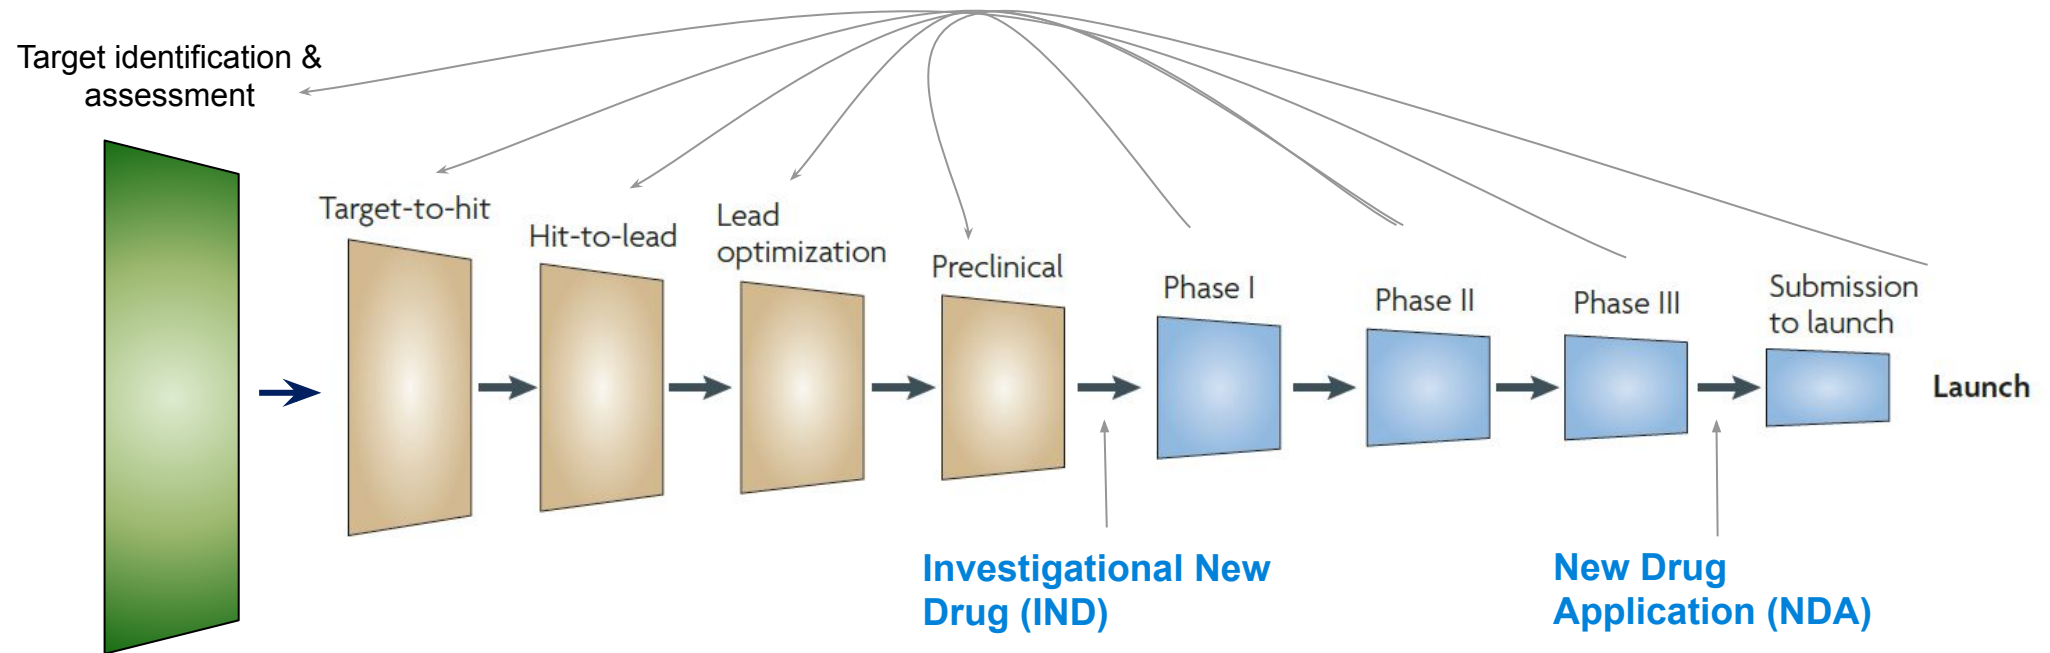 Target identification &
assessment
Target-to-hit
Hit-to-lead
Lead
optimization
Preclinical
Phase I
Phase II
Phase III
Submission
to launch
Launch
Investigational New
Drug (IND)
New Drug
Application (NDA)